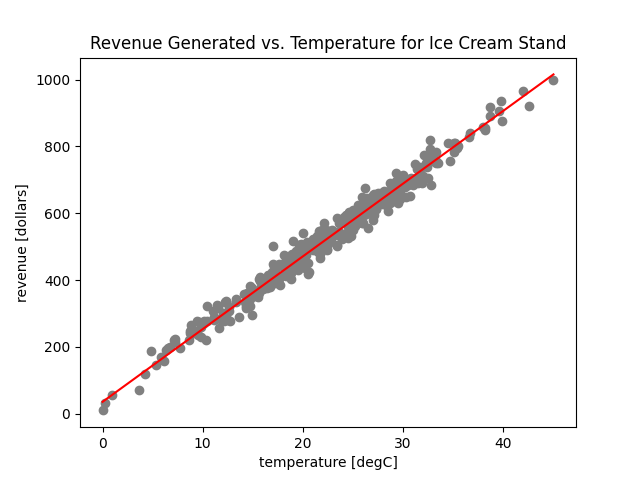 Revenue Generated vs. Temperature for Ice Cream Stand
1000
800
600
400
200
0
revenue [dollars]
0 10 20 30 40
temperature [degC]